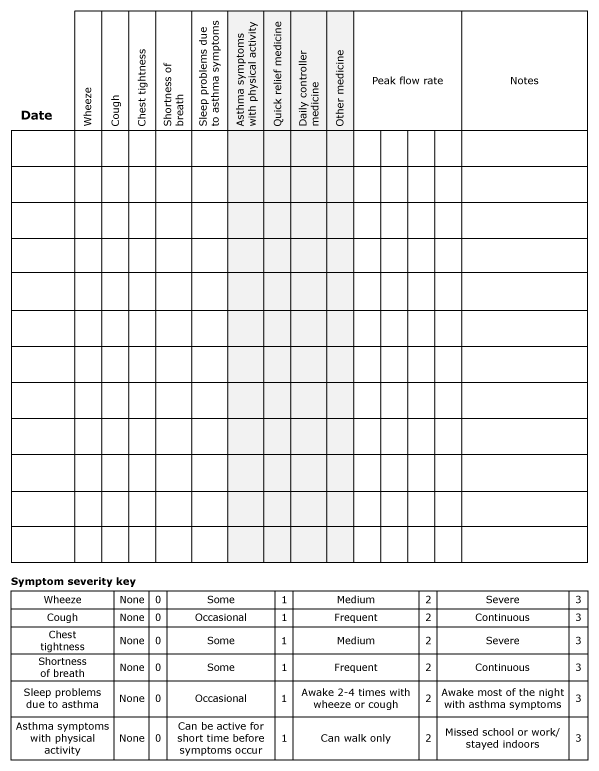 Date
Wheeze
Cough
Chest tightness
Shortness of
breath
Sleep problems due
to asthma symptoms
Asthma symptoms
with physical activity
Quick relief medicine
Daily controller
medicine
Other medicine
Peak flow rate
Notes
Symptom severity key
Wheeze None 0 Some 1 Medium 2 Severe 3
Cough None 0 Occasional 1 Frequent 2 Continuous 3
Chest
tightness None 0 Some 1 Medium 2 Severe 3
Shortness
of breath None 0 Some 1 Frequent 2 Continuous 3
Sleep problems
due to asthma None 0 Occasional 1 Awake 2-4 times with
wheeze or cough 2 Awake most of the night
with asthma symptoms 3
Asthma symptoms
with physical
activity None 0 Can be active for
short time before
symptoms occur 1 Can walk only 2 Missed school or work/
stayed indoors 3